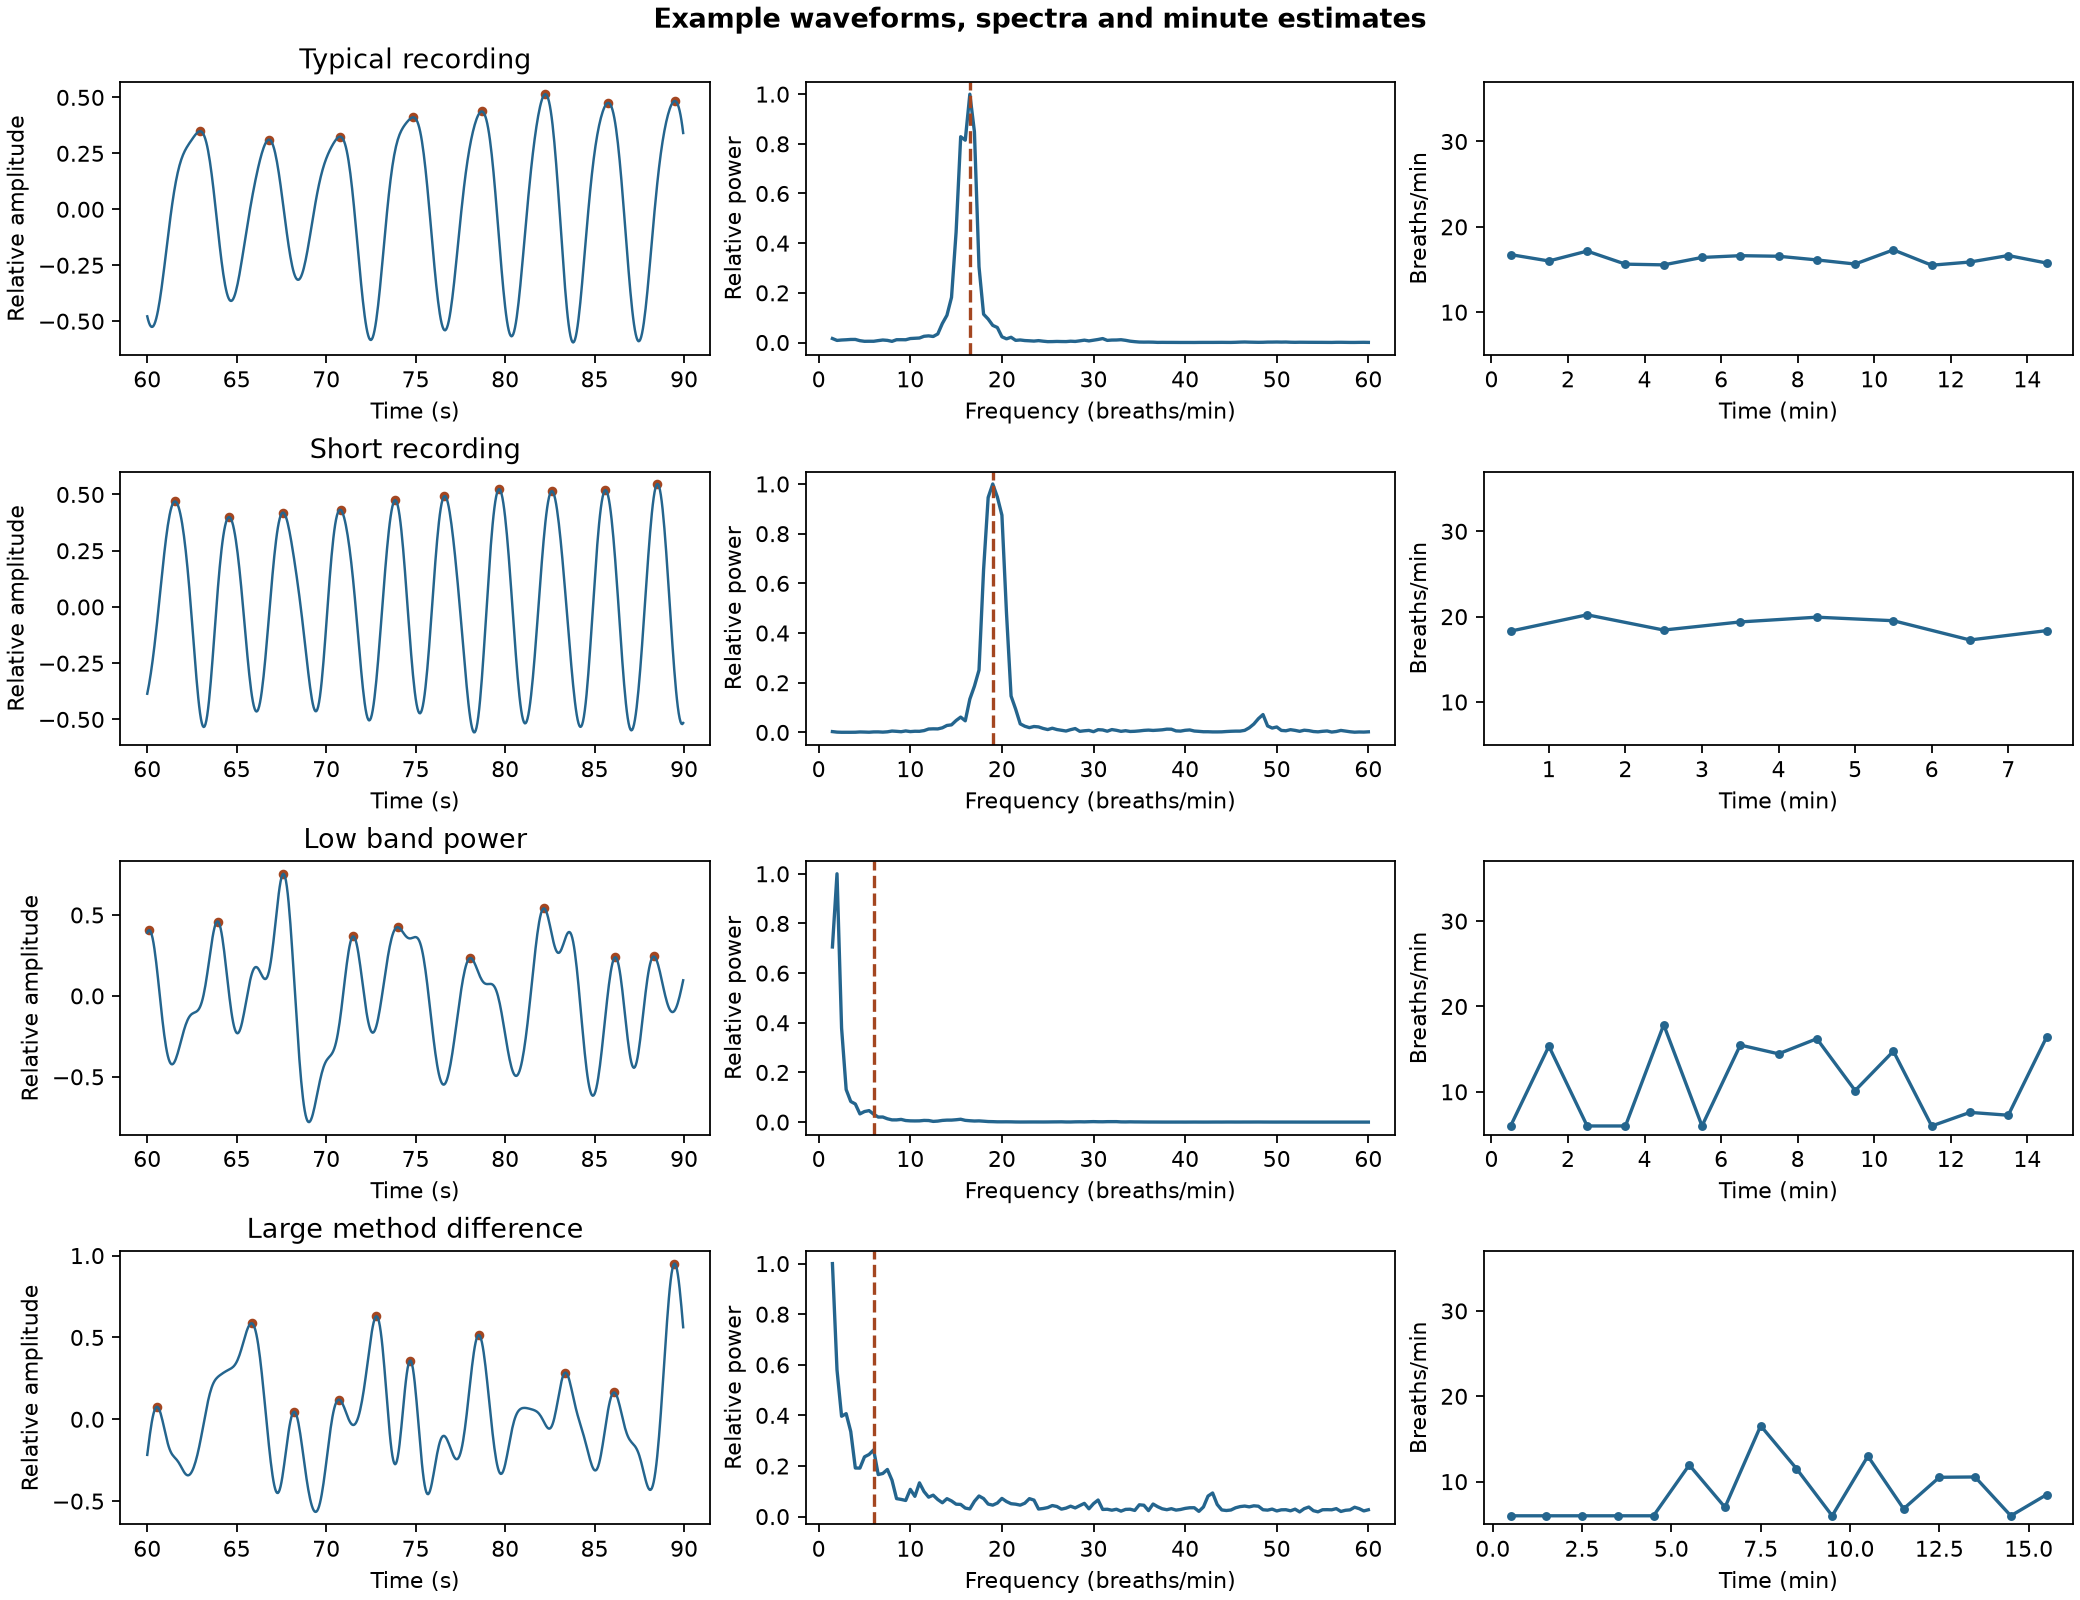 Example waveforms, spectra and minute estimates
Typical recording
Relative amplitude
0.50
0.25
0.00
−0.25
−0.50
60 65 70 75 80 85 90
Time (s)
Relative power
1.0
0.8
0.6
0.4
0.2
0.0
0 10 20 30 40 50 60
Frequency (breaths/min)
Breaths/min
30
20
10
0 2 4 6 8 10 12 14
Time (min)
Short recording
Relative amplitude
0.50
0.25
0.00
−0.25
−0.50
60 65 70 75 80 85 90
Time (s)
Relative power
1.0
0.8
0.6
0.4
0.2
0.0
0 10 20 30 40 50 60
Frequency (breaths/min)
Breaths/min
30
20
10
1 2 3 4 5 6 7
Time (min)
Low band power
Relative amplitude
0.5
0.0
−0.5
60 65 70 75 80 85 90
Time (s)
Relative power
1.0
0.8
0.6
0.4
0.2
0.0
0 10 20 30 40 50 60
Frequency (breaths/min)
Breaths/min
30
20
10
0 2 4 6 8 10 12 14
Time (min)
Large method difference
Relative amplitude
1.0
0.5
0.0
−0.5
60 65 70 75 80 85 90
Time (s)
Relative power
1.0
0.8
0.6
0.4
0.2
0.0
0 10 20 30 40 50 60
Frequency (breaths/min)
Breaths/min
30
20
10
0.0 2.5 5.0 7.5 10.0 12.5 15.0
Time (min)